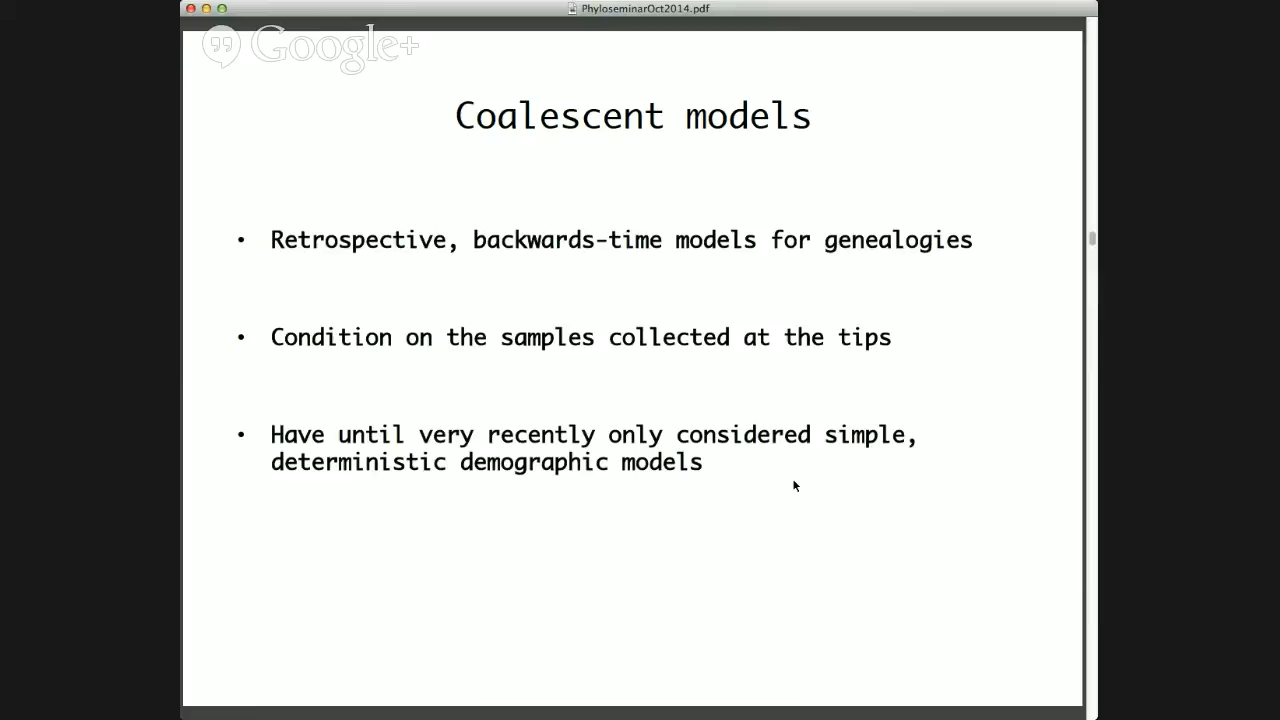 PhyloseminarOct2014.pdf
Google+
Coalescent models
• Retrospective, backwards-time models for genealogies
• Condition on the samples collected at the tips
• Have until very recently only considered simple,
deterministic demographic models